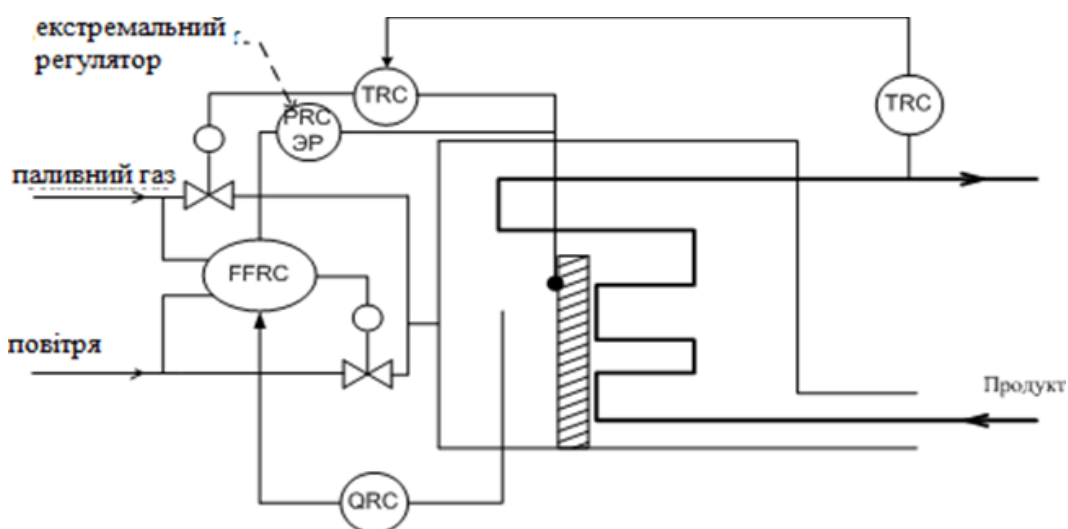 екстремальний
регулятор
TRC
TRC
PRC
ЭР
паливний газ
FFRC
повітря
Продукт
QRC